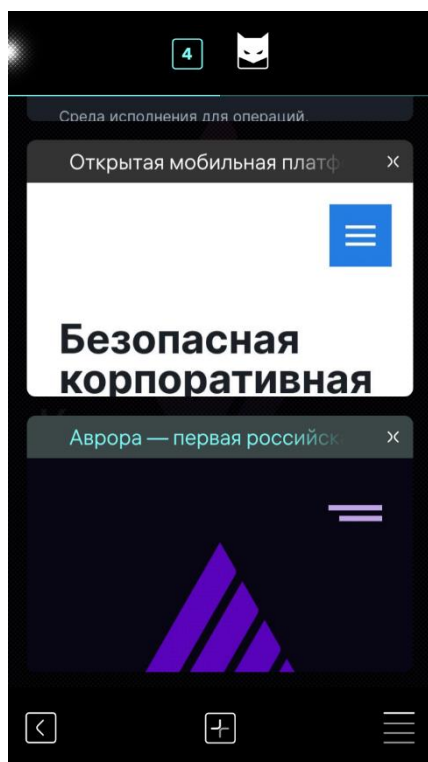 4
Среда исполнения для операций.
Открытая мобильная платф
Безопасная
корпоративная
Аврора — первая российск